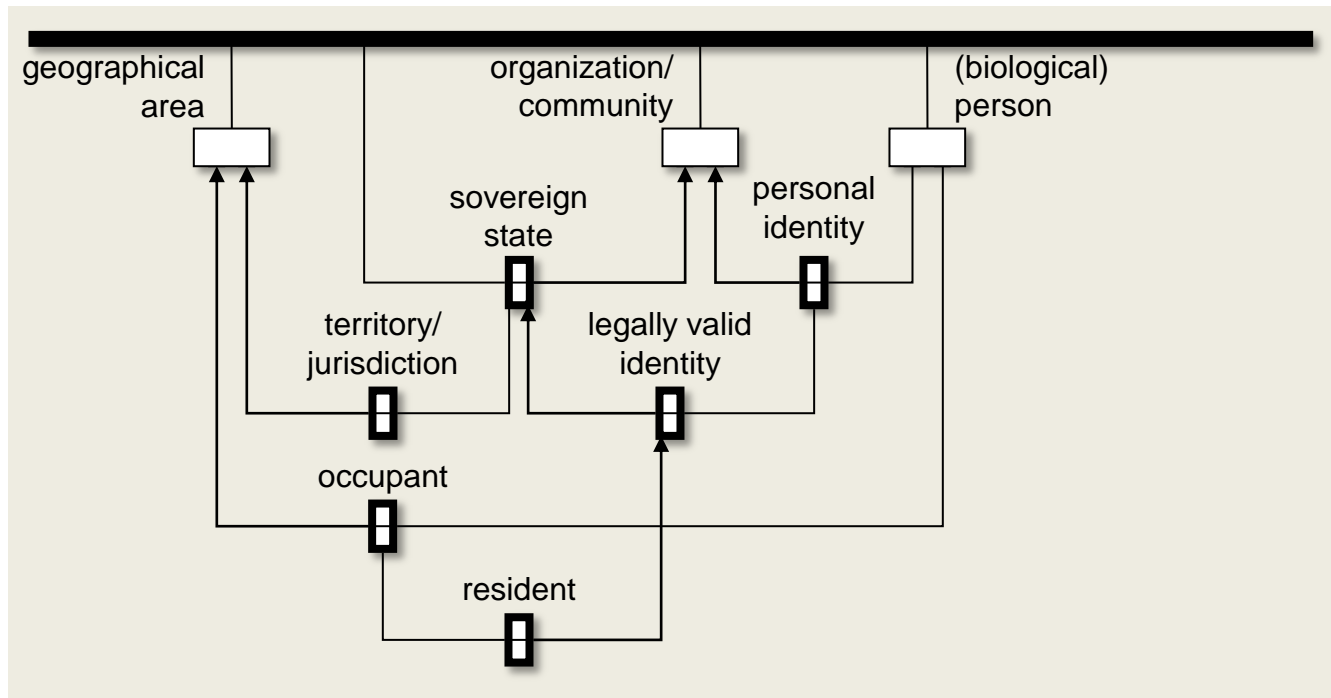 geographical
area
organization/
community
(biological)
person
sovereign
state
personal
identity
territory/
jurisdiction
legally valid
identity
occupant
resident